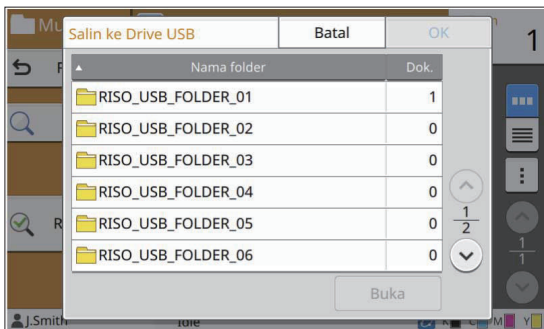 Mu
Salin ke Drive USB
Batal
OK
1
Nama folder
Dok.
RISO_USB_FOLDER_01 1
RISO_USB_FOLDER_02 0
RISO_USB_FOLDER_03 0
RISO_USB_FOLDER_04 0
RISO_USB_FOLDER_05 0
RISO_USB_FOLDER_06 0
1
2
1
1
Buka
J.Smith
Idle
K C M Y